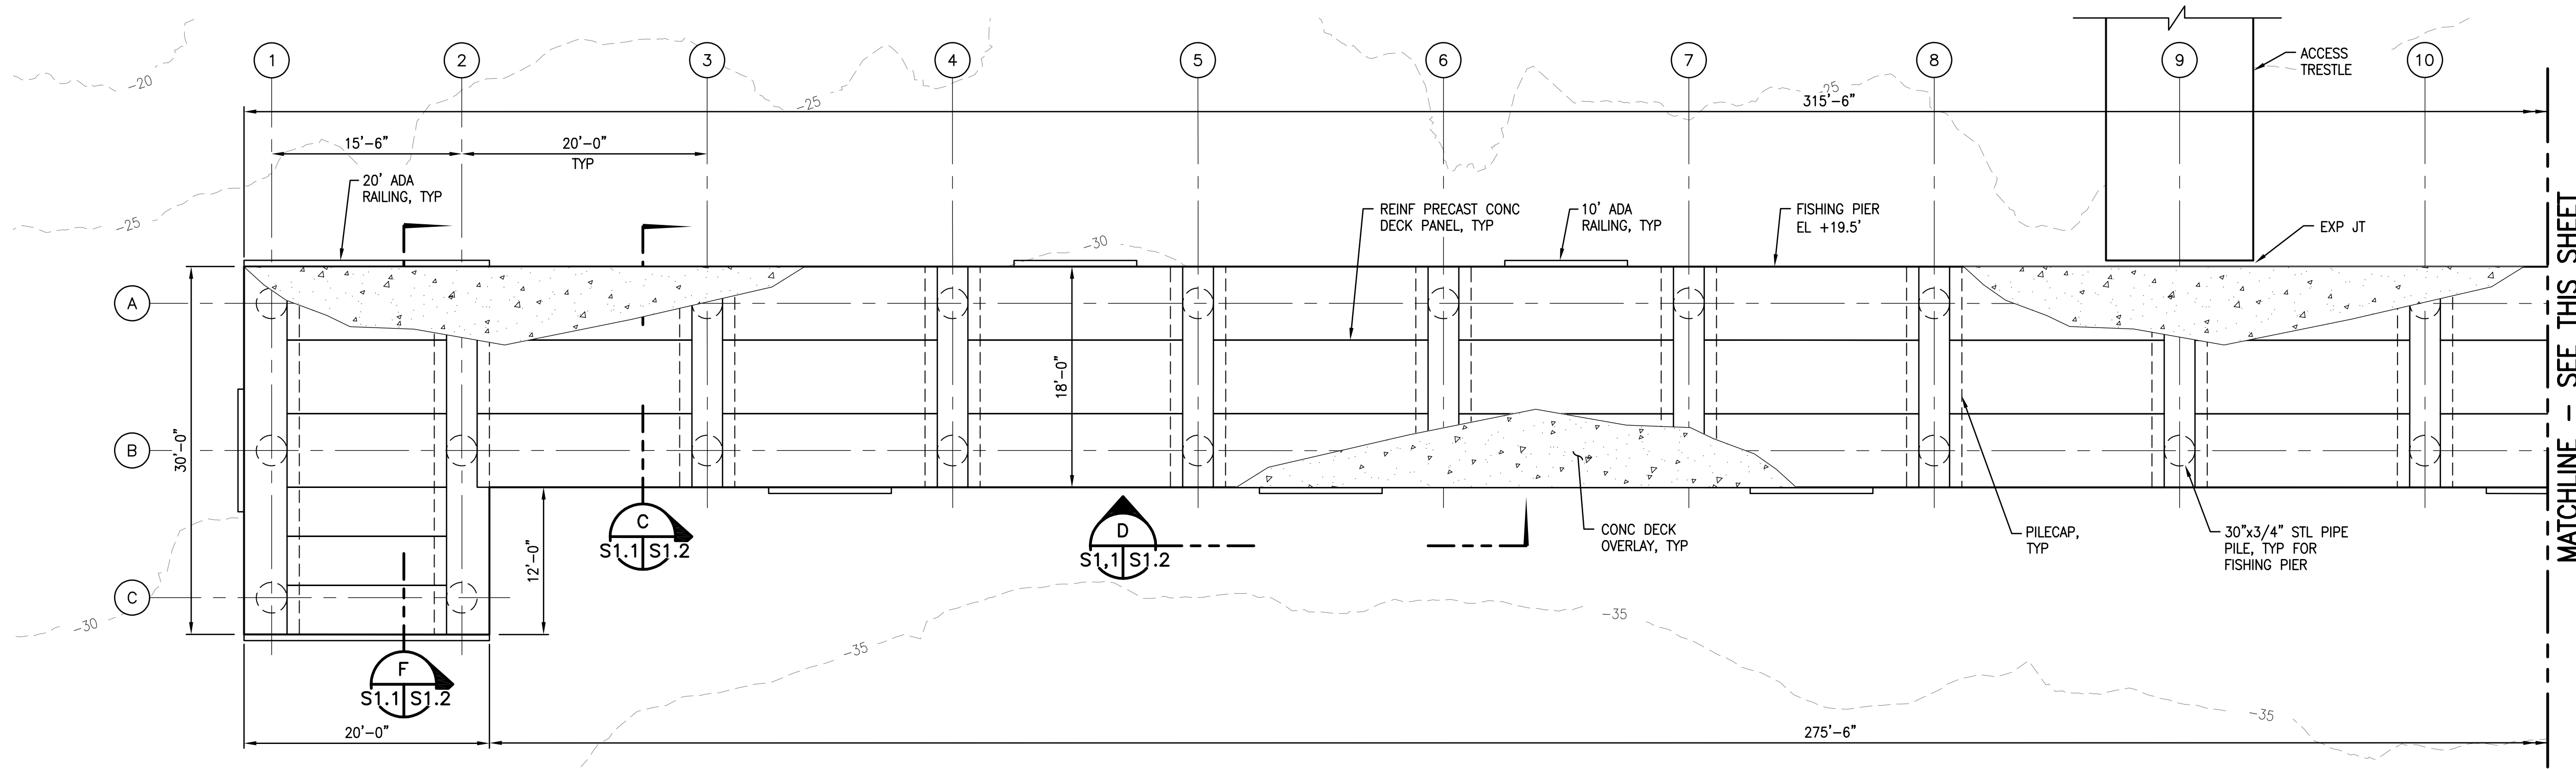 1
2
3
4
5
6
7
8
9
10
ACCESS
TRESTLE
-20
-25
-25
315'-6"
15'-6"
20'-0"
TYP
20' ADA
RAILING, TYP
-25
-30
REINF PRECAST CONC
DECK PANEL, TYP
10' ADA
RAILING, TYP
FISHING PIER
EL +19.5'
EXP JT
A
B
C
30'-0"
18'-0"
12'-0"
C
S1.1 S1.2
D
S1,1 S1.2
CONC DECK
OVERLAY, TYP
PILECAP,
TYP
30"x3/4" STL PIPE
PILE, TYP FOR
FISHING PIER
MATCHLINE - SEE THIS SHEET
-30
-35
-35
-35
F
S1.1 S1.2
20'-0"
275'-6"